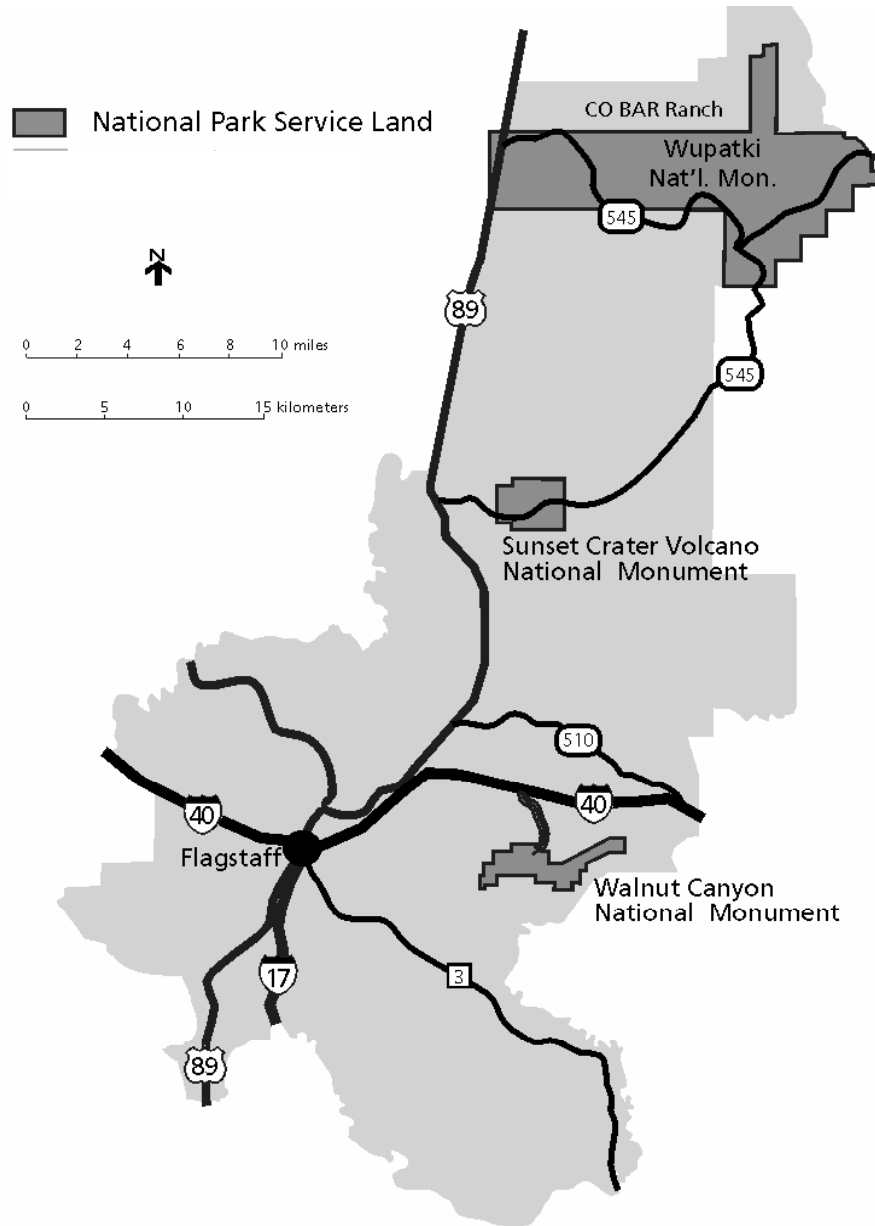 National Park Service Land
CO BAR Ranch
Wupatki
Nat'l. Mon.
545
N
89
0 2 4 6 8 10 miles
545
0 5 10 15 kilometers
Sunset Crater Volcano
National Monument
510
40
40
Flagstaff
Walnut Canyon
National Monument
17
3
89